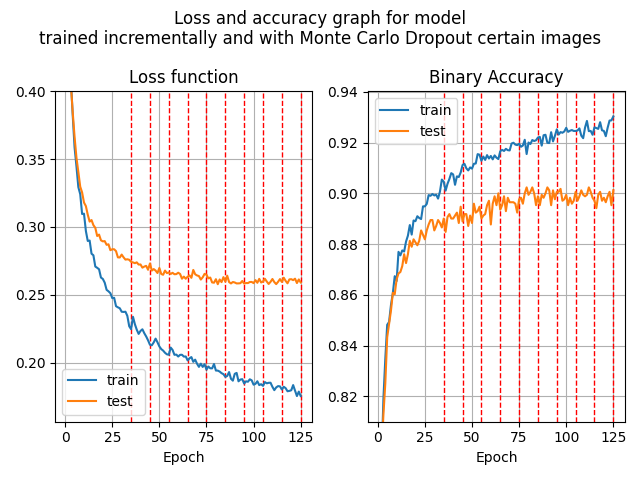 Loss and accuracy graph for model
trained incrementally and with Monte Carlo Dropout certain images
Loss function
0.40
0.35
0.30
0.25
0.20
train
test
0 25 50 75 100 125
Epoch
Binary Accuracy
0.94
0.92
0.90
0.88
0.86
0.84
0.82
train
test
0 25 50 75 100 125
Epoch